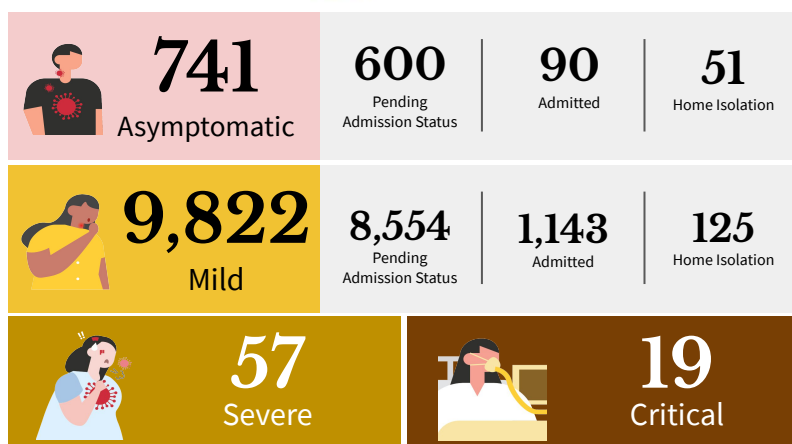 741
Asymptomatic
600
Pending
Admission Status
90
Admitted
51
Home Isolation
9,822
Mild
8,554
Pending
Admission Status
1,143
Admitted
125
Home Isolation
!!
57
Severe
19
Critical